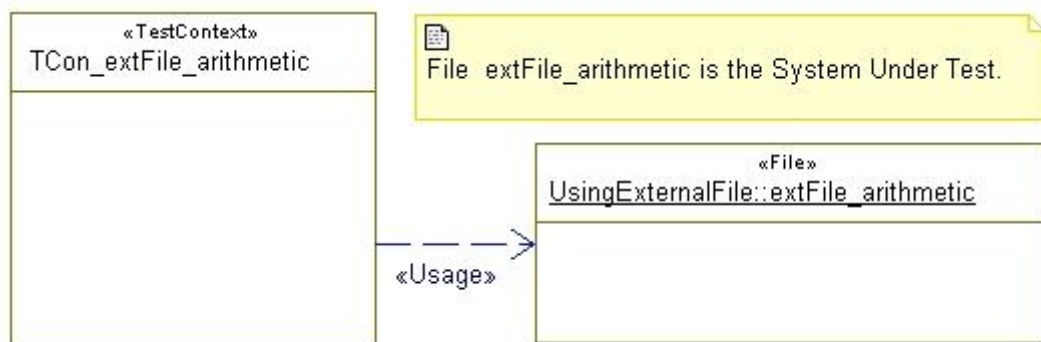 «TestContext»
TCon_extFile_arithmetic
File extFile_arithmetic is the System Under Test.
«File»
UsingExternalFile::extFile_arithmetic
«Usage»